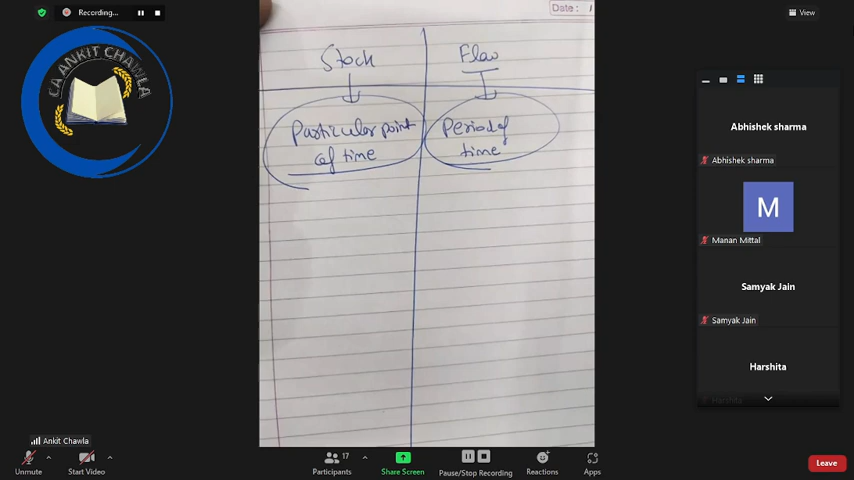 Recording...
View
Date :
CA ANKIT CHAWLA
Stock
Flow
Particular point
of time
Period of
time
Abhishek sharma
Abhishek sharma
M
Manan Mittal
Samyak Jain
Samyak Jain
Harshita
Harshita
Ankit Chawla
17
Unmute
Start Video
Participants
Share Screen
Pause/Stop Recording
Reactions
Apps
Leave